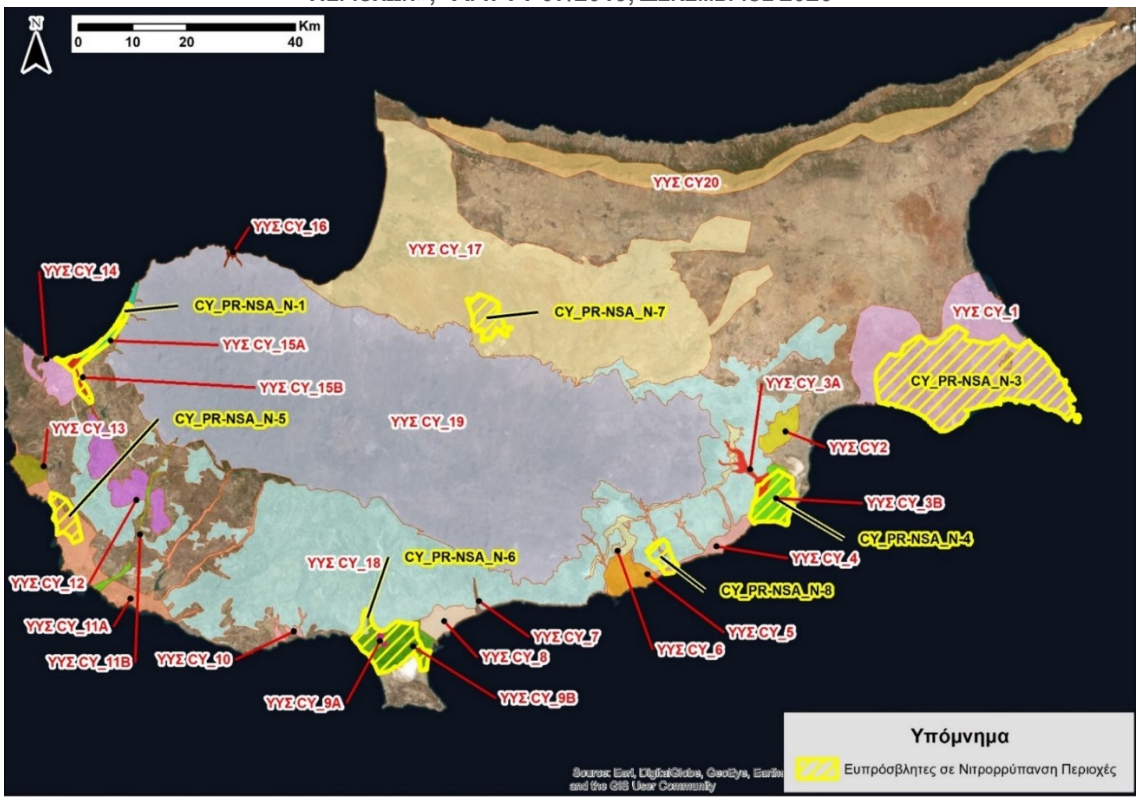 N
Km
0 10 20 40
ΥΥΣ CY20
ΥΥΣ CY_16
ΥΥΣ CY_17
ΥΥΣ CY_14
CY_PR-NSA_N-1
CY_PR-NSA_N-7
ΥΥΣ CY_1
ΥΥΣ CY_15A
ΥΥΣ CY_3A
CY_PR-NSA_N-3
ΥΥΣ CY_15B
ΥΥΣ CY_19
CY_PR-NSA_N-5
ΥΥΣ CY_13
ΥΥΣ CY2
ΥΥΣ CY_3B
CY_PR-NSA_N-4
CY_PR-NSA_N-6
ΥΥΣ CY_18
ΥΥΣ CY_4
ΥΥΣ CY_12
CY_PR-NSA_N-8
ΥΥΣ CY_11A
ΥΥΣ CY_7
ΥΥΣ CY_5
ΥΥΣ CY_11B
ΥΥΣ CY_10
ΥΥΣ CY_8
ΥΥΣ CY_6
ΥΥΣ CY_9A
ΥΥΣ CY_9B
Υπόμνημα
Ευπρόσβλητες σε Νιτρορρύπανση Περιοχές
Source: Esri, DigitalGlobe, GeoEye,
and the GIS User Community